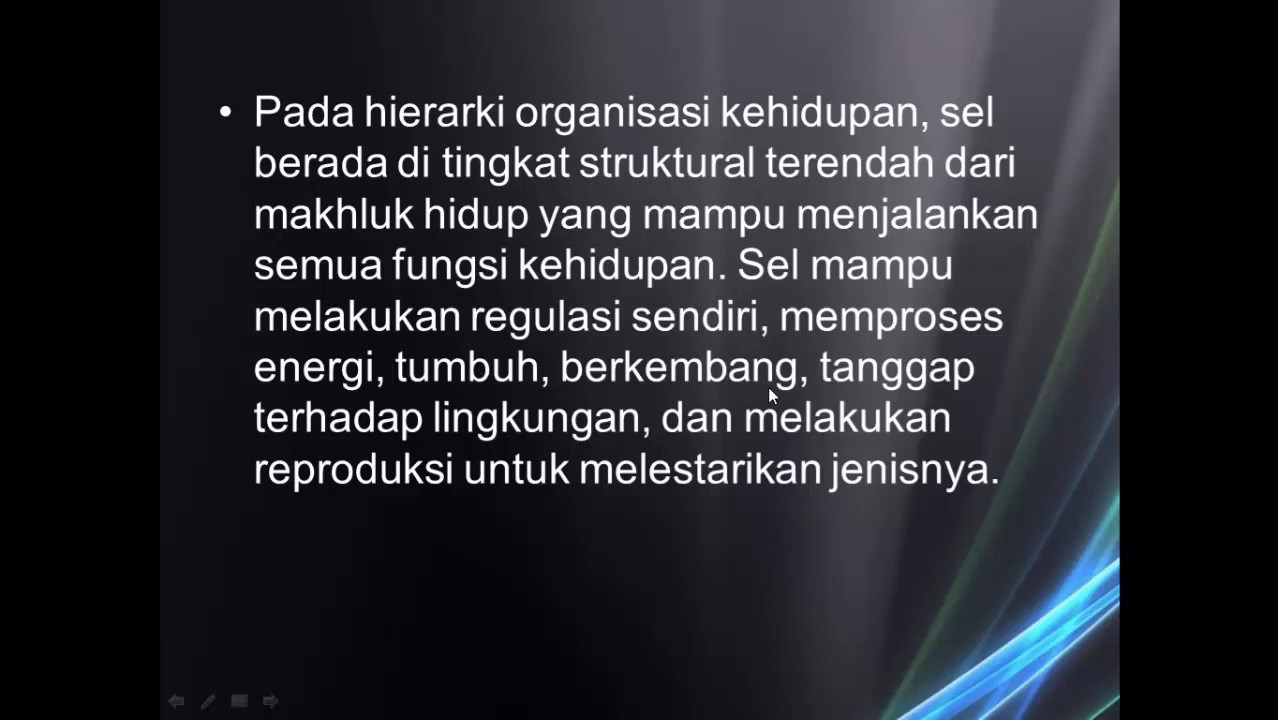 • Pada hierarki organisasi kehidupan, sel
berada di tingkat struktural terendah dari
makhluk hidup yang mampu menjalankan
semua fungsi kehidupan. Sel mampu
melakukan regulasi sendiri, memproses
energi, tumbuh, berkembang, tanggap
terhadap lingkungan, dan melakukan
reproduksi untuk melestarikan jenisnya.